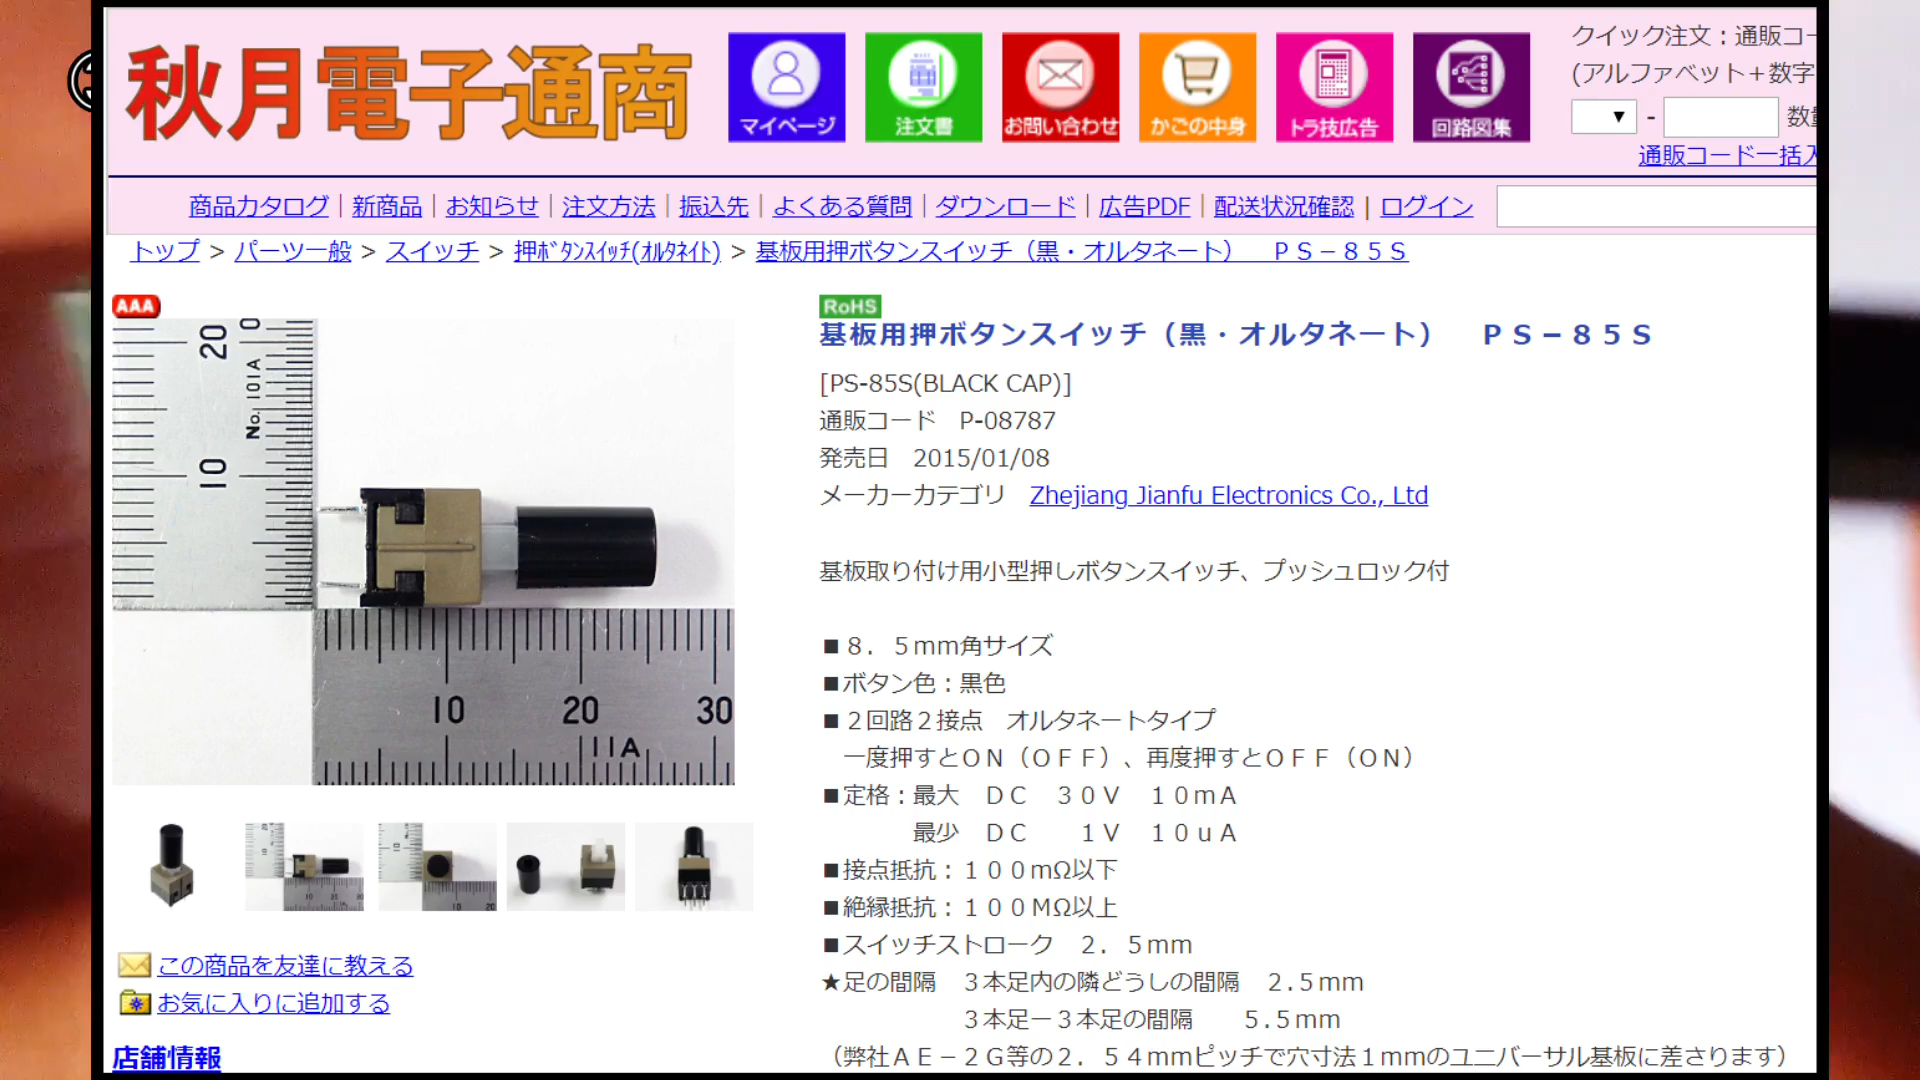 秋月電子通商
マイページ
注文書
お問い合わせ
かごの中身
トラ技広告
回路図集
クイック注文：通販コー
(アルファベット＋数字
- 数量
通販コード一括入
商品カタログ | 新商品 | お知らせ | 注文方法 | 振込先 | よくある質問 | ダウンロード | 広告PDF | 配送状況確認 | ログイン
トップ > パーツ一般 > スイッチ > 押ﾎﾞﾀﾝｽｲｯﾁ(ｵﾙﾀﾈｲﾄ) > 基板用押ボタンスイッチ（黒・オルタネート）　ＰＳ－８５Ｓ
AAA
20
0
No. 101A
10
10
20
30
11A
RoHS
基板用押ボタンスイッチ（黒・オルタネート）　ＰＳ－８５Ｓ
[PS-85S(BLACK CAP)]
通販コード　P-08787
発売日　2015/01/08
メーカーカテゴリ　Zhejiang Jianfu Electronics Co., Ltd
基板取り付け用小型押しボタンスイッチ、プッシュロック付
■８．５mm角サイズ
■ボタン色：黒色
■２回路２接点　オルタネートタイプ
一度押すとＯＮ（ＯＦＦ）、再度押すとＯＦＦ（ＯＮ）
■定格：最大　ＤＣ　３０Ｖ　１０ｍＡ
最少　ＤＣ　　１Ｖ　１０ｕＡ
■接点抵抗：１００mΩ以下
■絶縁抵抗：１００MΩ以上
■スイッチストローク　２．５mm
★足の間隔　３本足内の隣どうしの間隔　２.５mm
３本足－３本足の間隔　　５.５mm
（弊社ＡＥ－２Ｇ等の２．５４mmピッチで穴寸法１mmのユニバーサル基板に差さります）
この商品を友達に教える
お気に入りに追加する
店舗情報